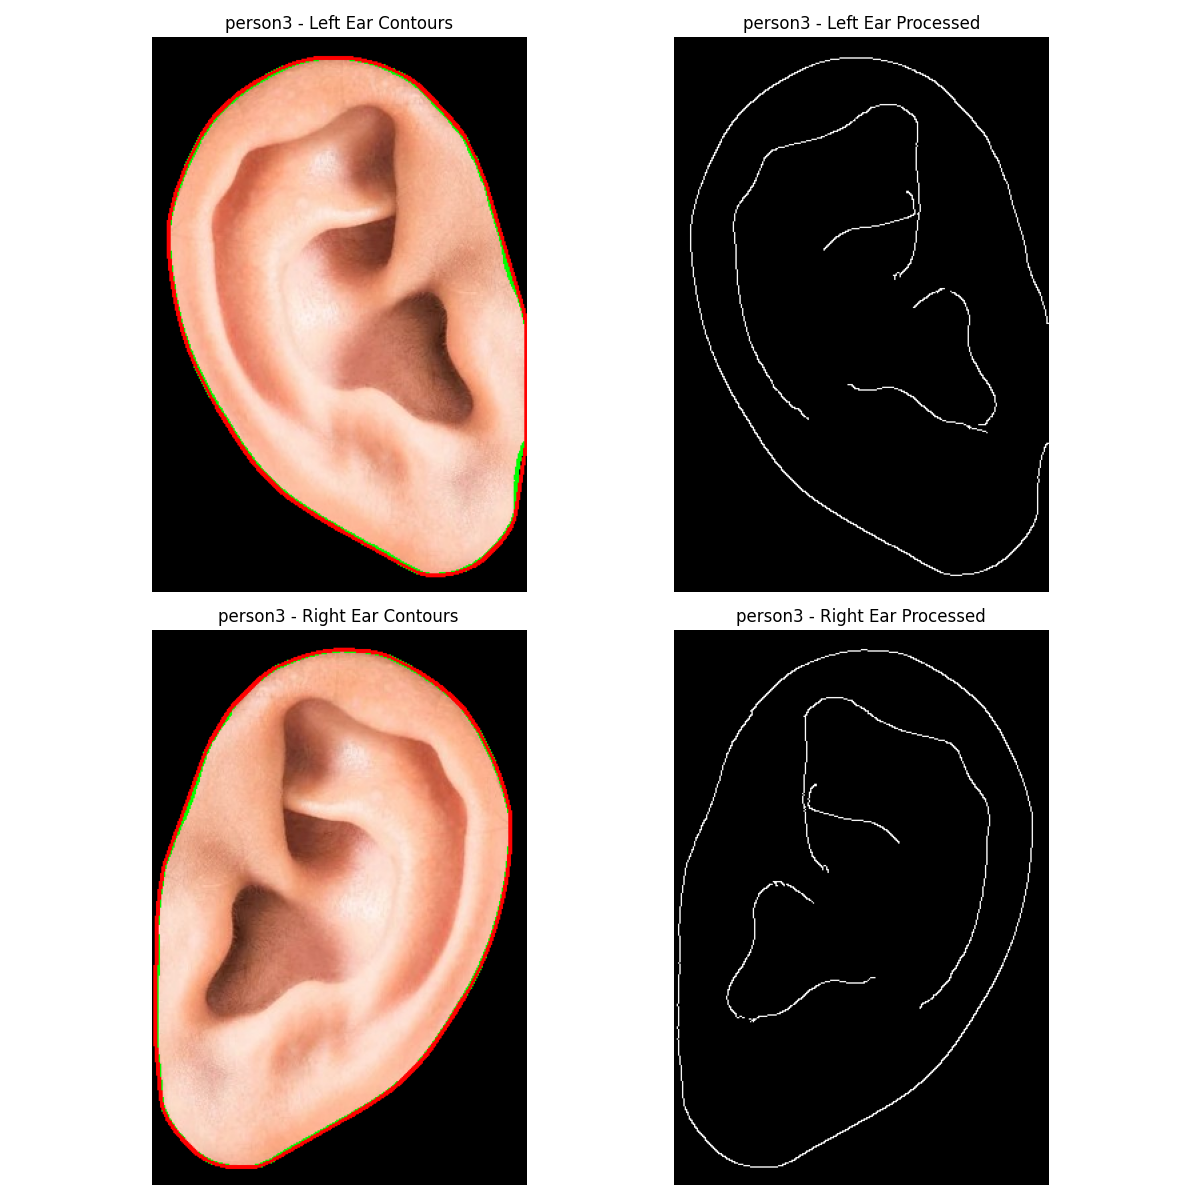 person3 - Left Ear Contours
person3 - Left Ear Processed
person3 - Right Ear Contours
person3 - Right Ear Processed